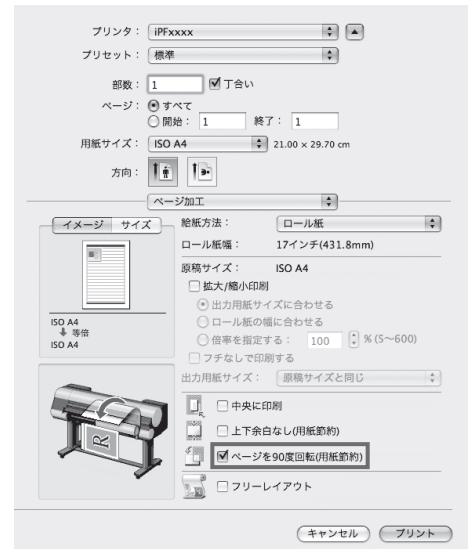 プリンタ： iPFxxxx
プリセット： 標準
部数： 1 丁合い
ページ： すべて
開始： 1 終了： 1
用紙サイズ： ISO A4 21.00 × 29.70 cm
方向：
ページ加工
イメージ サイズ
給紙方法： ロール紙
ロール紙幅： 17インチ(431.8mm)
原稿サイズ： ISO A4
拡大/縮小印刷
出力用紙サイズに合わせる
ロール紙の幅に合わせる
倍率を指定する： 100 % (5～600)
フチなしで印刷する
出力用紙サイズ： 原稿サイズと同じ
ISO A4
等倍
ISO A4
中央に印刷
上下余白なし(用紙節約)
ページを90度回転(用紙節約)
フリーレイアウト
R
キャンセル プリント